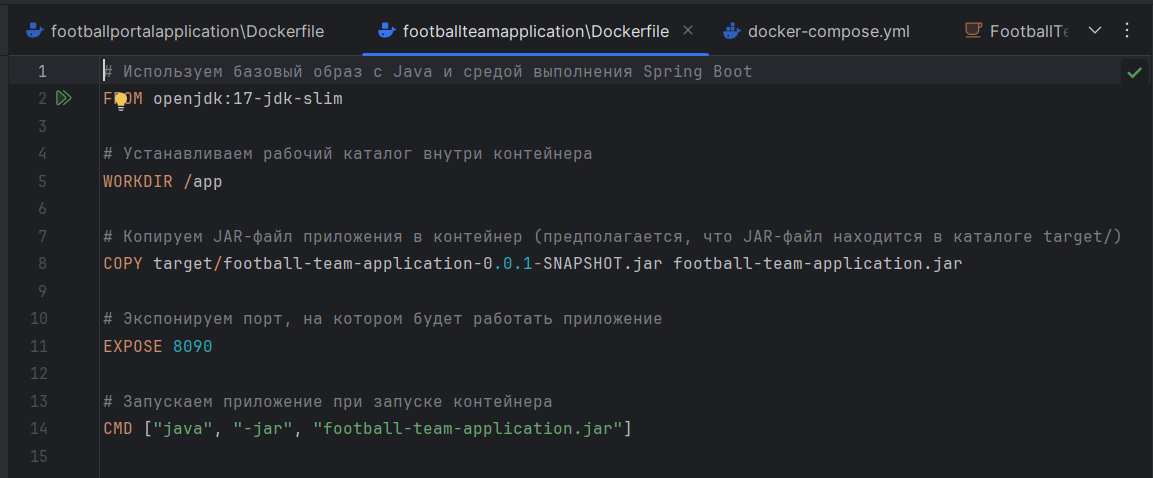 footballportalapplication\Dockerfile footballteamapplication\Dockerfile docker-compose.yml FootballTe
1 # Используем базовый образ с Java и средой выполнения Spring Boot
2 FROM openjdk:17-jdk-slim
3
4 # Устанавливаем рабочий каталог внутри контейнера
5 WORKDIR /app
6
7 # Копируем JAR-файл приложения в контейнер (предполагается, что JAR-файл находится в каталоге target/)
8 COPY target/football-team-application-0.0.1-SNAPSHOT.jar football-team-application.jar
9
10 # Экспонируем порт, на котором будет работать приложение
11 EXPOSE 8090
12
13 # Запускаем приложение при запуске контейнера
14 CMD ["java", "-jar", "football-team-application.jar"]
15